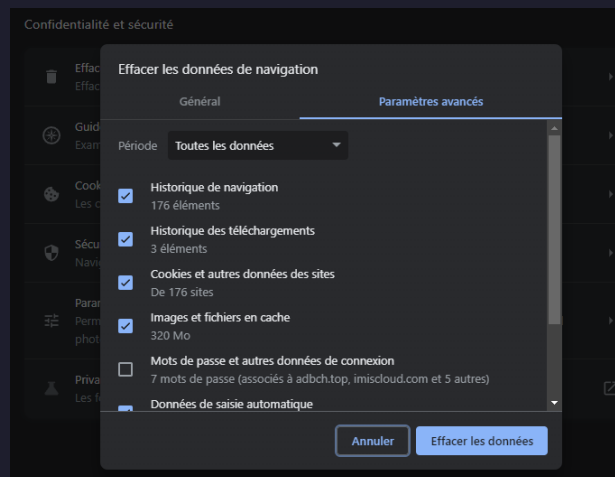 Confidentialité et sécurité
Effac
Effac
Effacer les données de navigation
Général
Paramètres avancés
Guid
Exam
Période Toutes les données
Cook
Les c
Historique de navigation
176 éléments
Sécu
Navi
Historique des téléchargements
3 éléments
Cookies et autres données des sites
De 176 sites
Para
Perm
phot
Images et fichiers en cache
320 Mo
Mots de passe et autres données de connexion
7 mots de passe (associés à adbch.top, imiscloud.com et 5 autres)
Priva
Les f
Données de saisie automatique
Annuler
Effacer les données